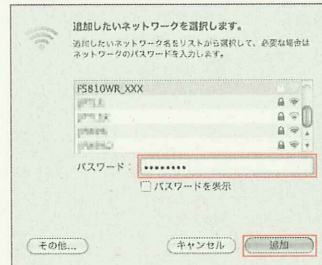 追加したいネットワークを選択します。
追加したいネットワーク名をリストから選択して、必要な場合は
ネットワークのパスワードを入力します。
FS810WR_XXX
パスワード：
パスワードを表示
その他...
キャンセル
追加